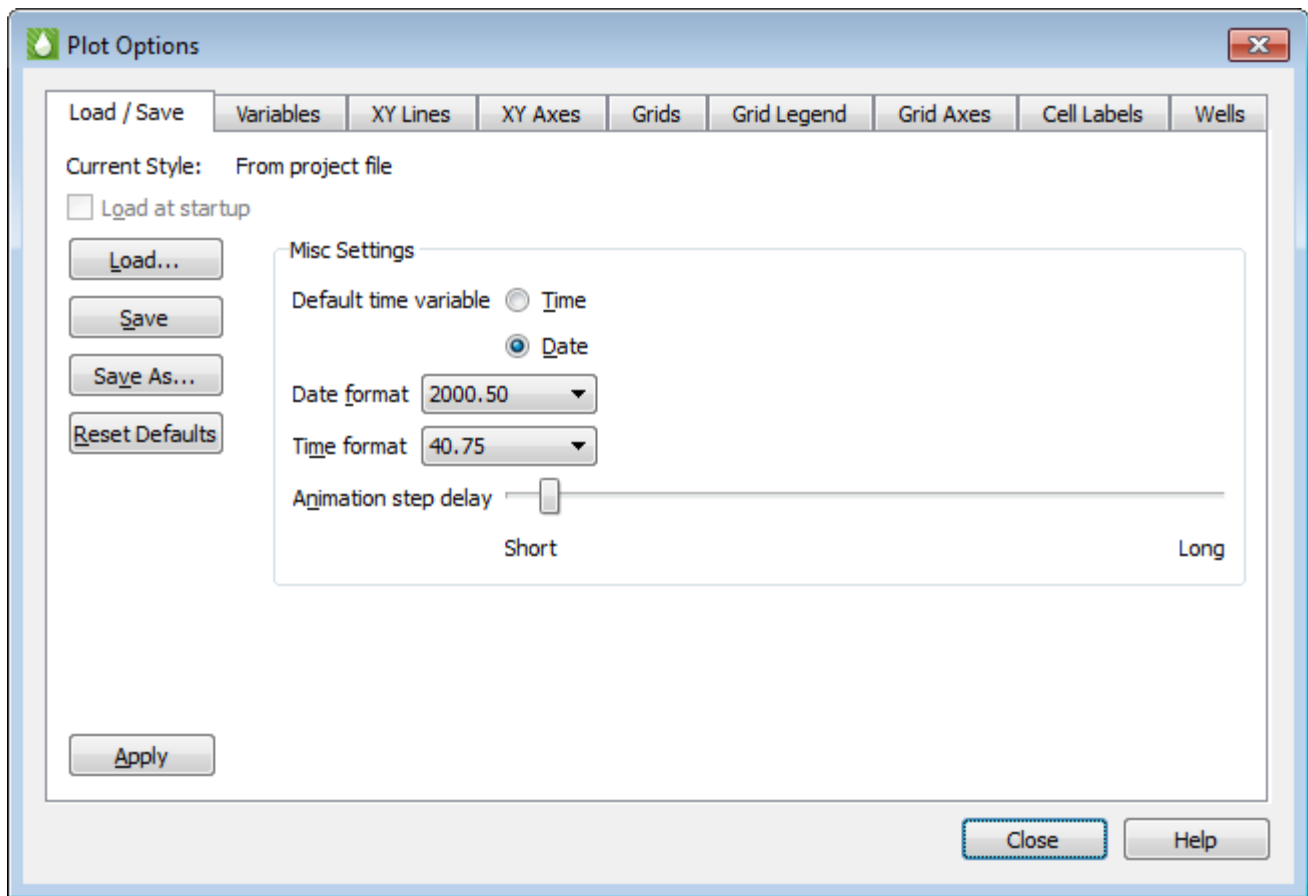 Plot Options
Load / Save Variables XY Lines XY Axes Grids Grid Legend Grid Axes Cell Labels Wells
Current Style: From project file
Load at startup
Load...
Misc Settings
Default time variable Time
Save
Date
Save As...
Date format 2000.50
Reset Defaults
Time format 40.75
Animation step delay
Short Long
Apply
Close Help